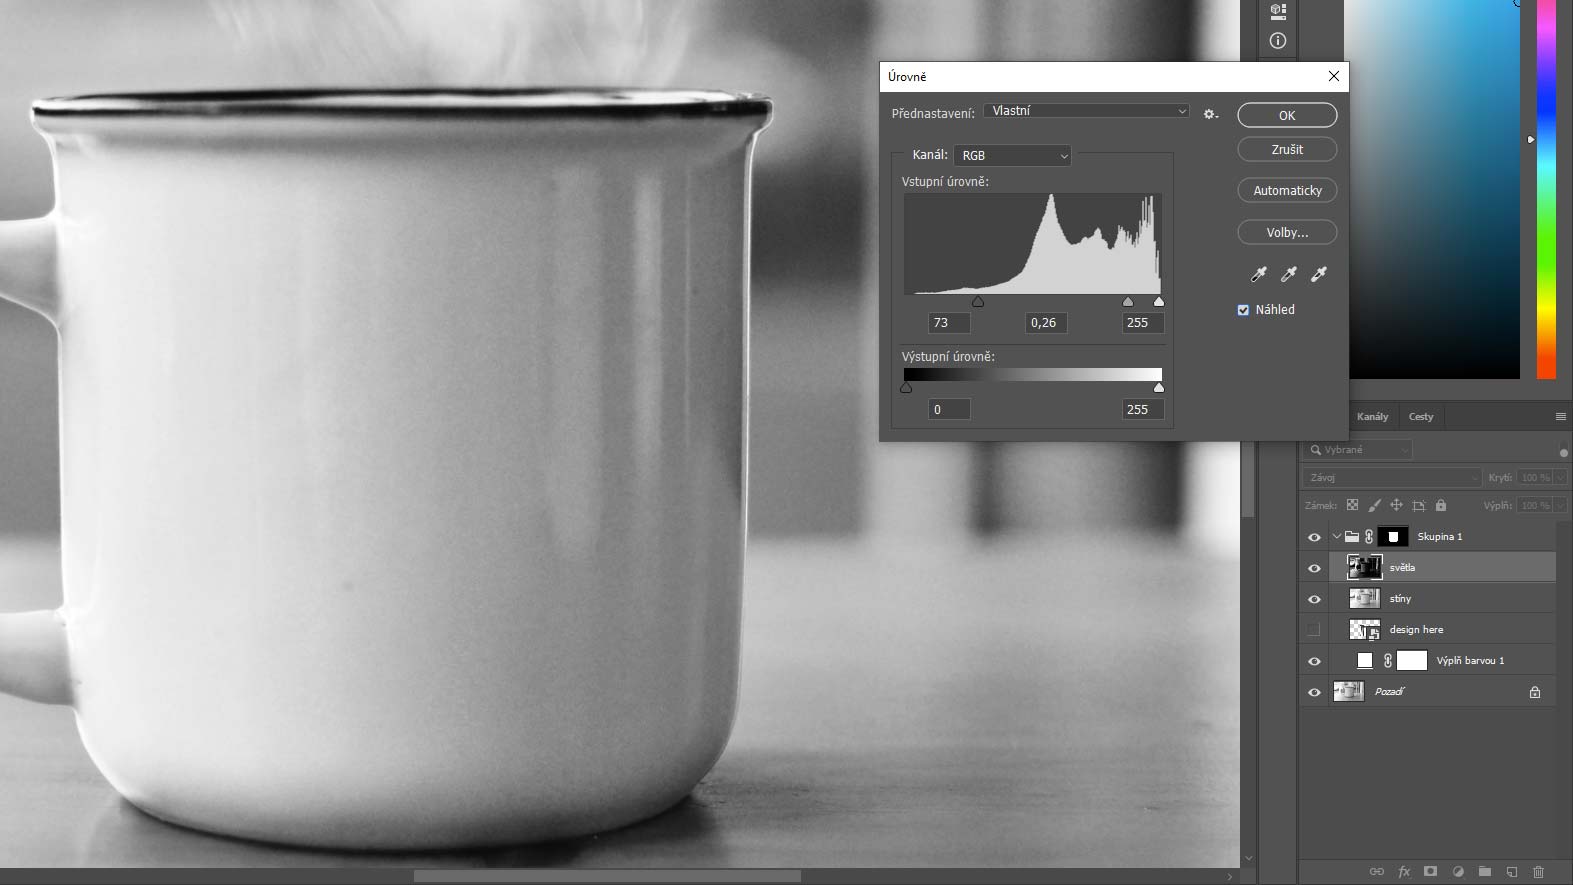 Úrovně
Přednastavení: Vlastní
OK
Kanál: RGB
Zrušit
Vstupní úrovně:
Automaticky
Volby...
Náhled
73 0,26 255
Výstupní úrovně:
0 255
Kanály Cesty
Vybrané
Závoj Krytí: 100 %
Zámek: Výplň: 100 %
Skupina 1
světla
stíny
design here
Výplň barvou 1
Pozadí
fx